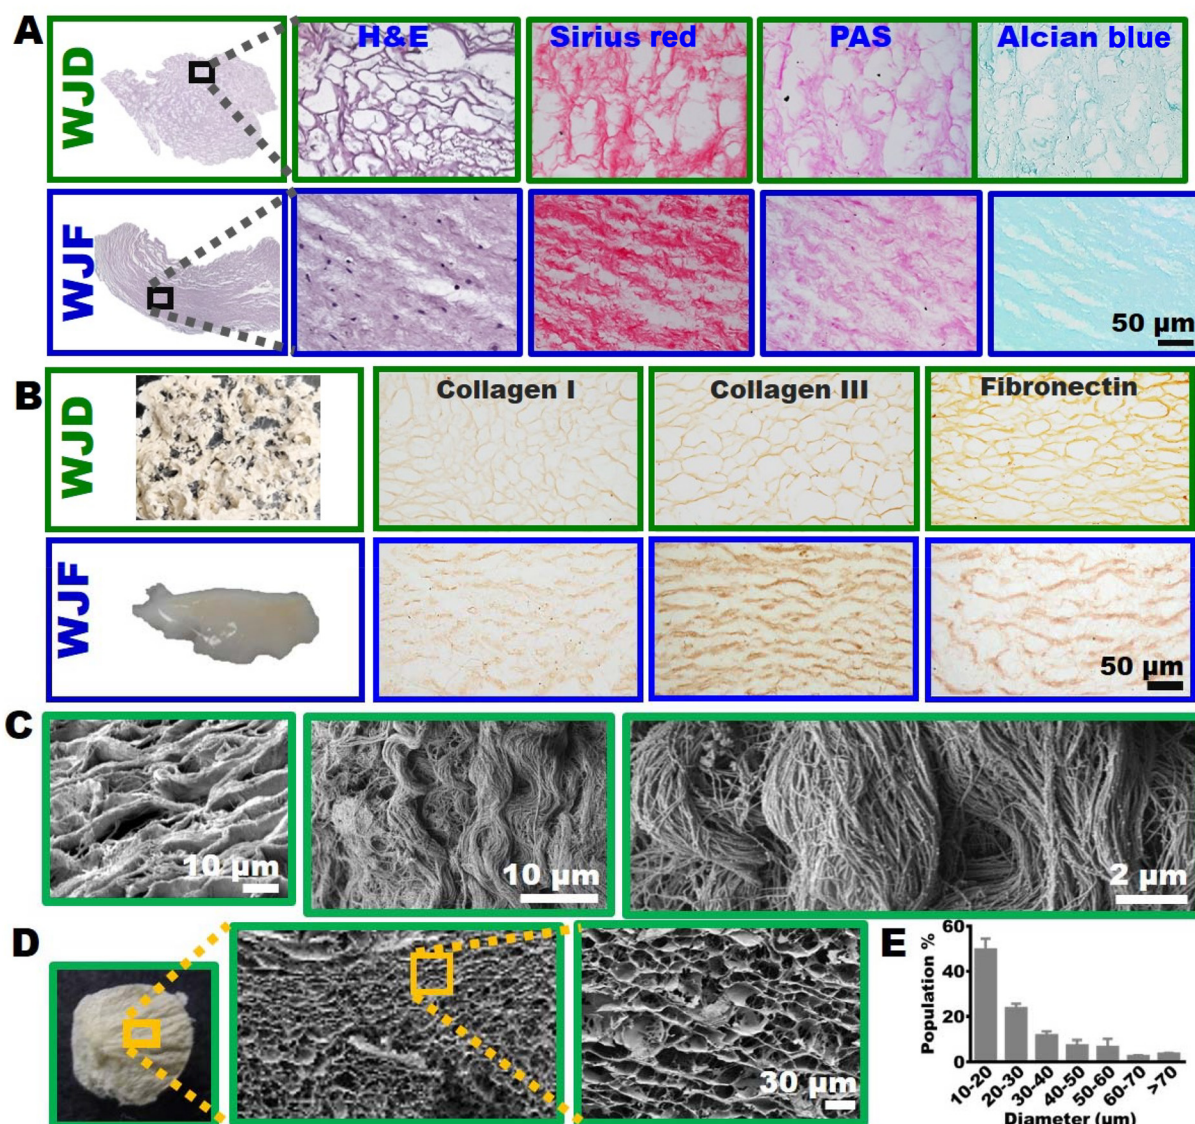 A
WJD
H&E
Sirius red
PAS
Alcian blue
WJF
50 µm
B
WJD
Collagen I
Collagen III
Fibronectin
WJF
50 µm
C
10 µm
10 µm
2 µm
D
30 µm
E
Population %
60
40
20
0
10-20
20-30
30-40
40-50
50-60
60-70
>70
Diameter (µm)